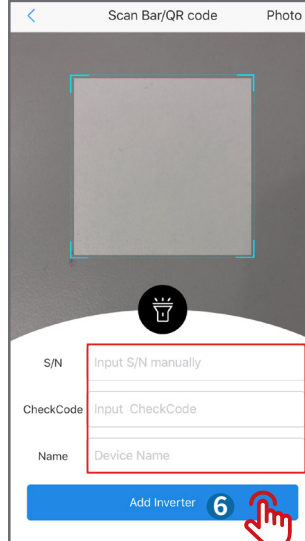 Scan Bar/QR code Photo
S/N Input S/N manually
CheckCode Input CheckCode
Name Device Name
Add Inverter 6